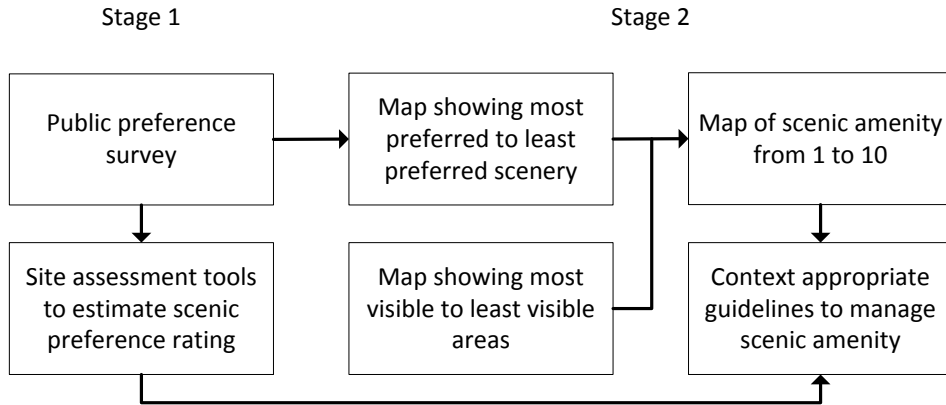 Stage 1
Stage 2
Public preference
survey
Map showing most
preferred to least
preferred scenery
Map of scenic amenity
from 1 to 10
Site assessment tools
to estimate scenic
preference rating
Map showing most
visible to least visible
areas
Context appropriate
guidelines to manage
scenic amenity